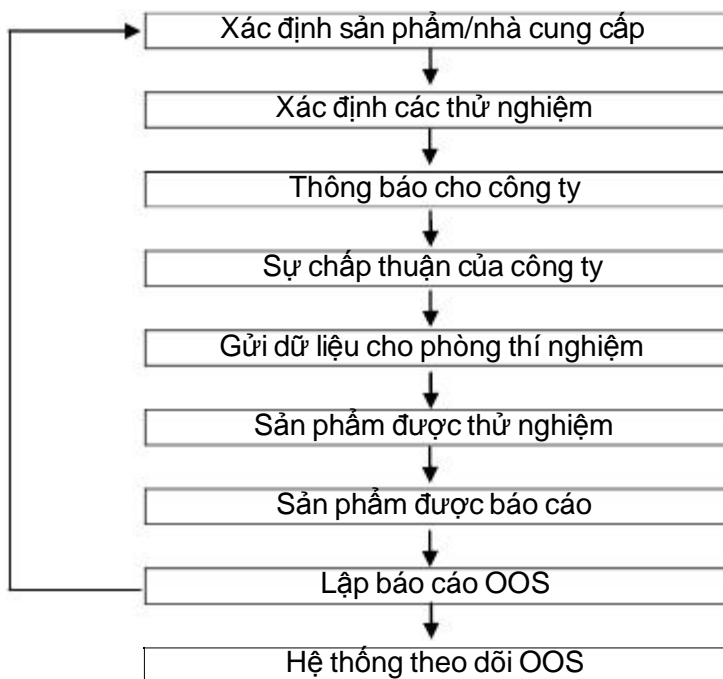 Xác định sản phẩm/nhà cung cấp
Xác định các thử nghiệm
Thông báo cho công ty
Sự chấp thuận của công ty
Gửi dữ liệu cho phòng thí nghiệm
Sản phẩm được thử nghiệm
Sản phẩm được báo cáo
Lập báo cáo OOS
Hệ thống theo dõi OOS